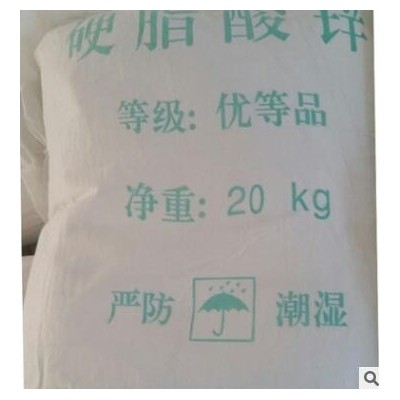 硬脂酸锌
等级: 优等品
净重: 20 kg
严防 潮湿